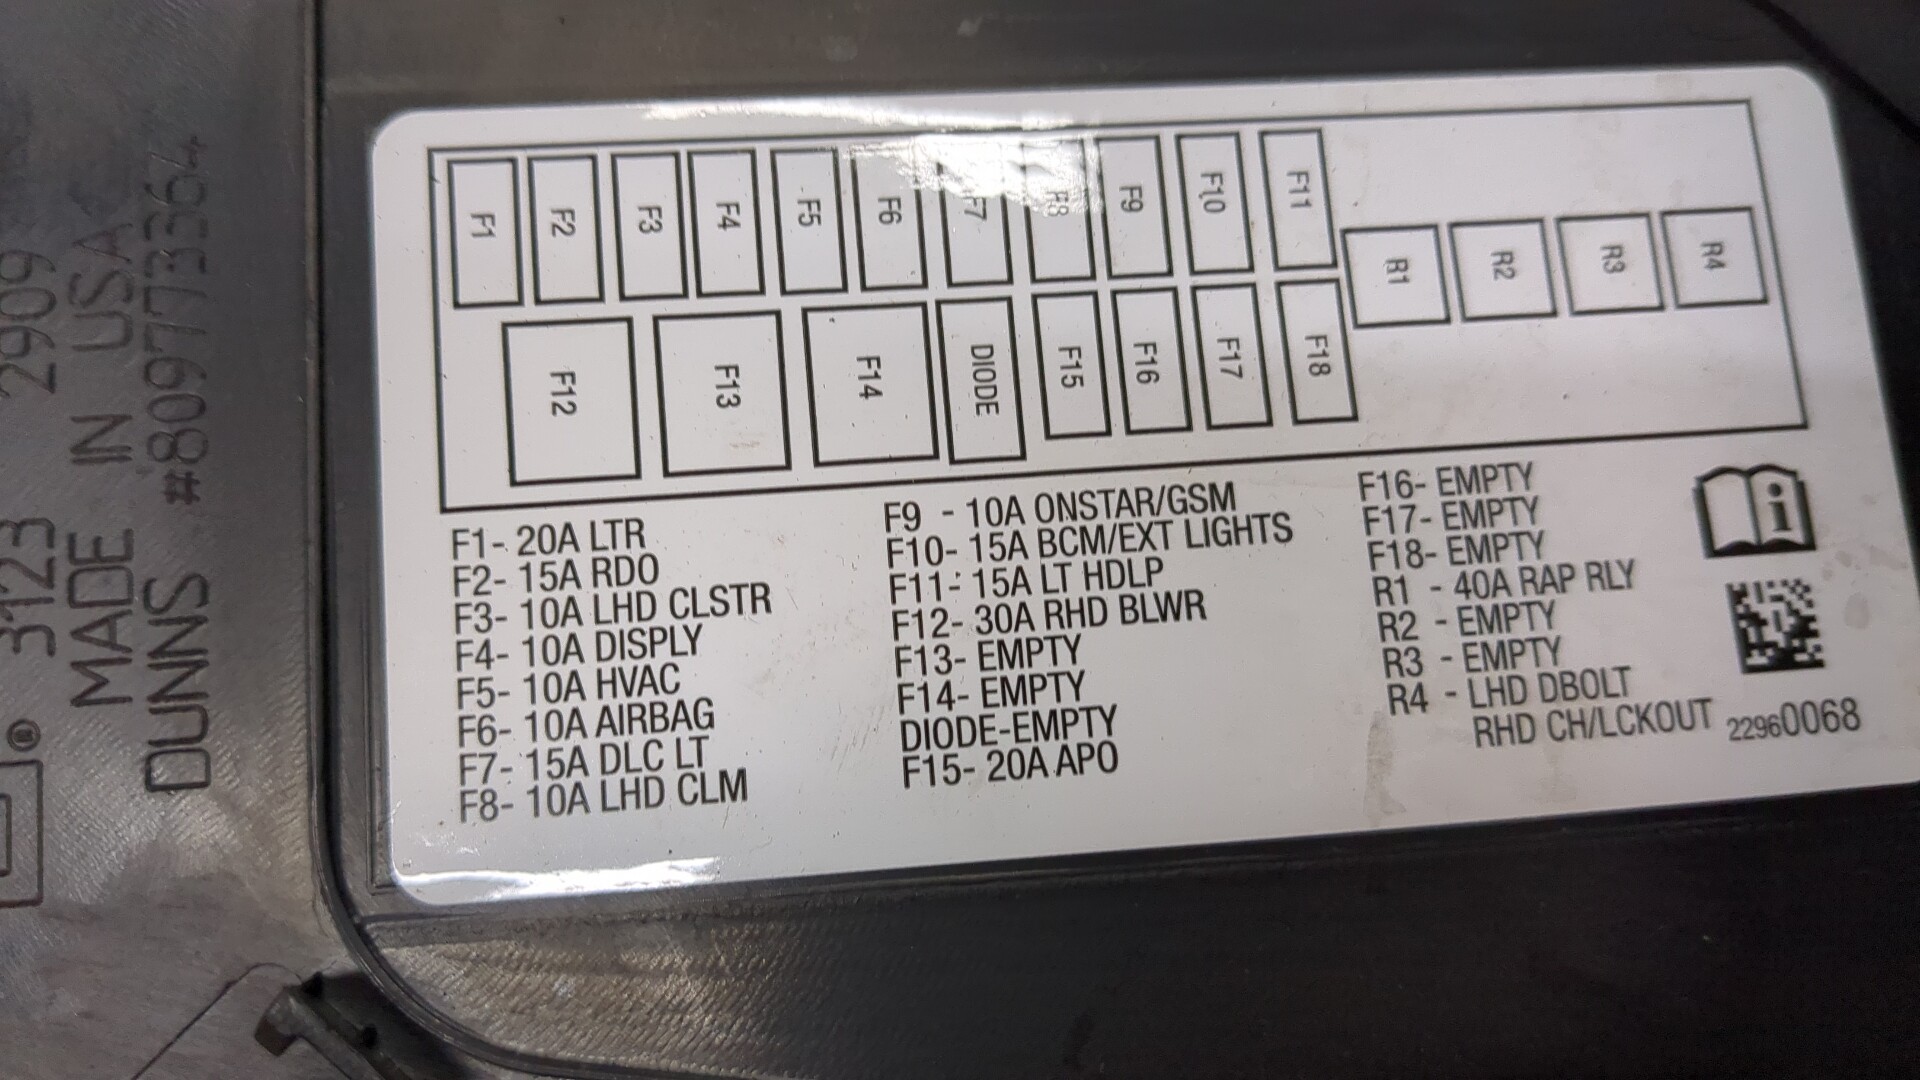 F1
F2
F3
F4
F5
F6
F7
F8
F9
F10
F11
R1
R2
R3
R4
F12
F13
F14
DIODE
F15
F16
F17
F18
F1- 20A LTR
F2- 15A RDO
F3- 10A LHD CLSTR
F4- 10A DISPLY
F5- 10A HVAC
F6- 10A AIRBAG
F7- 15A DLC LT
F8- 10A LHD CLM
F9 - 10A ONSTAR/GSM
F10- 15A BCM/EXT LIGHTS
F11- 15A LT HDLP
F12- 30A RHD BLWR
F13- EMPTY
F14- EMPTY
DIODE-EMPTY
F15- 20A APO
F16- EMPTY
F17- EMPTY
F18- EMPTY
R1 - 40A RAP RLY
R2 - EMPTY
R3 - EMPTY
R4 - LHD DBOLT
RHD CH/LCKOUT
22960068
3123 2909
MADE IN USA
DUNNS #809773364